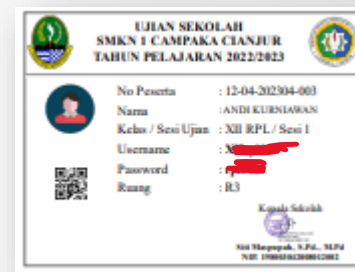 UJIAN SEKOLAH
SMKN 1 CAMPAKA CIANJUR
TAHUN PELAJARAN 2022/2023
No Peserta : 12-04-202304-003
Nama : ANDI KURNIAWAN
Kelas / Sesi Ujian : XII RPL / Sesi 1
Username :
Password :
Ruang : R3
Kepala Sekolah